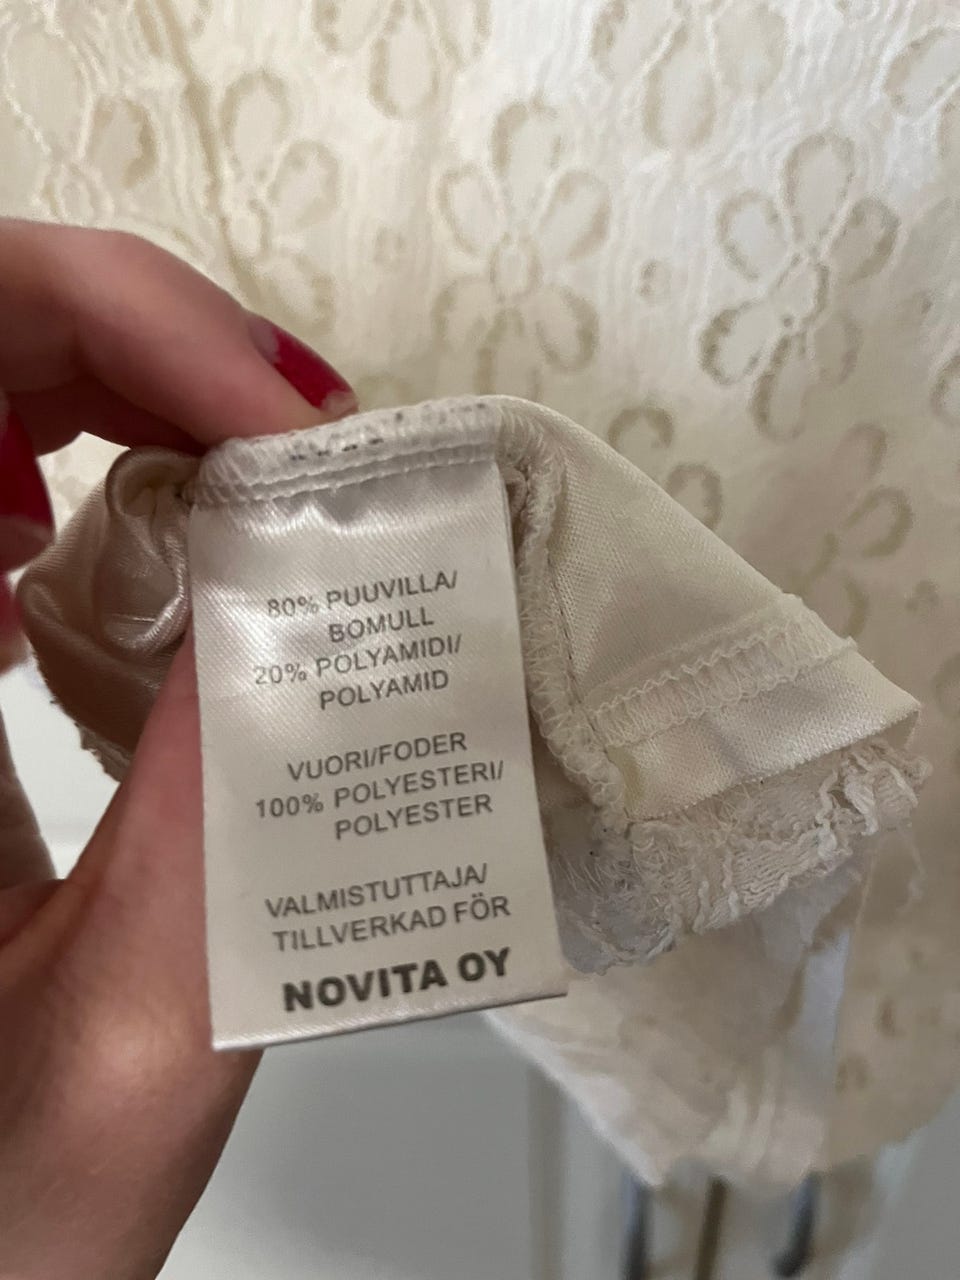 80% PUUVILLA/
BOMULL
20% POLYAMIDI/
POLYAMID
VUORI/FODER
100% POLYESTERI/
POLYESTER
VALMISTUTTAJA/
TILLVERKAD FÖR
NOVITA OY